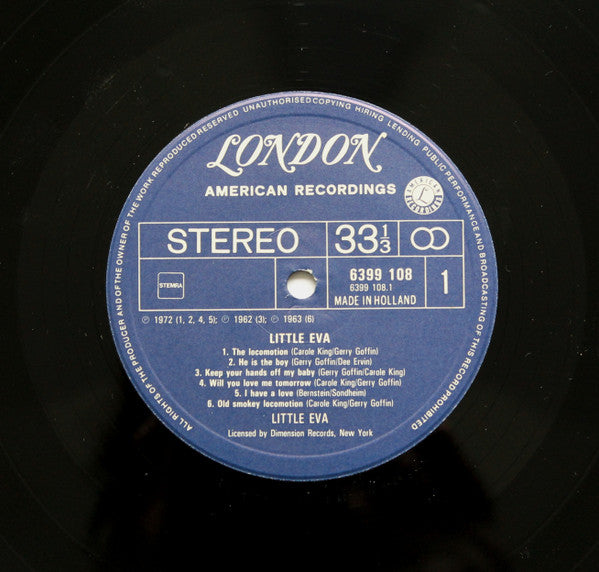 ALL RIGHTS OF THE PRODUCER AND OF THE OWNER OF THE WORK REPRODUCED RESERVED UNAUTHORISED COPYING HIRING LENDING PUBLIC PERFORMANCE AND BROADCASTING OF THIS RECORD PROHIBITED
LONDON
AMERICAN RECORDINGS
AMERICAN L RECORDINGS
STEREO 33 1/3
STEMRA
6399 108
6399 108.1
MADE IN HOLLAND
1
℗ 1972 (1, 2, 4, 5); ℗ 1962 (3); ℗ 1963 (6)
LITTLE EVA
1. The locomotion (Carole King/Gerry Goffin)
2. He is the boy (Gerry Goffin/Dee Ervin)
3. Keep your hands off my baby (Gerry Goffin/Carole King)
4. Will you love me tomorrow (Carole King/Gerry Goffin)
5. I have a love (Bernstein/Sondheim)
6. Old smokey locomotion (Carole King/Gerry Goffin)
LITTLE EVA
Licensed by Dimension Records, New York